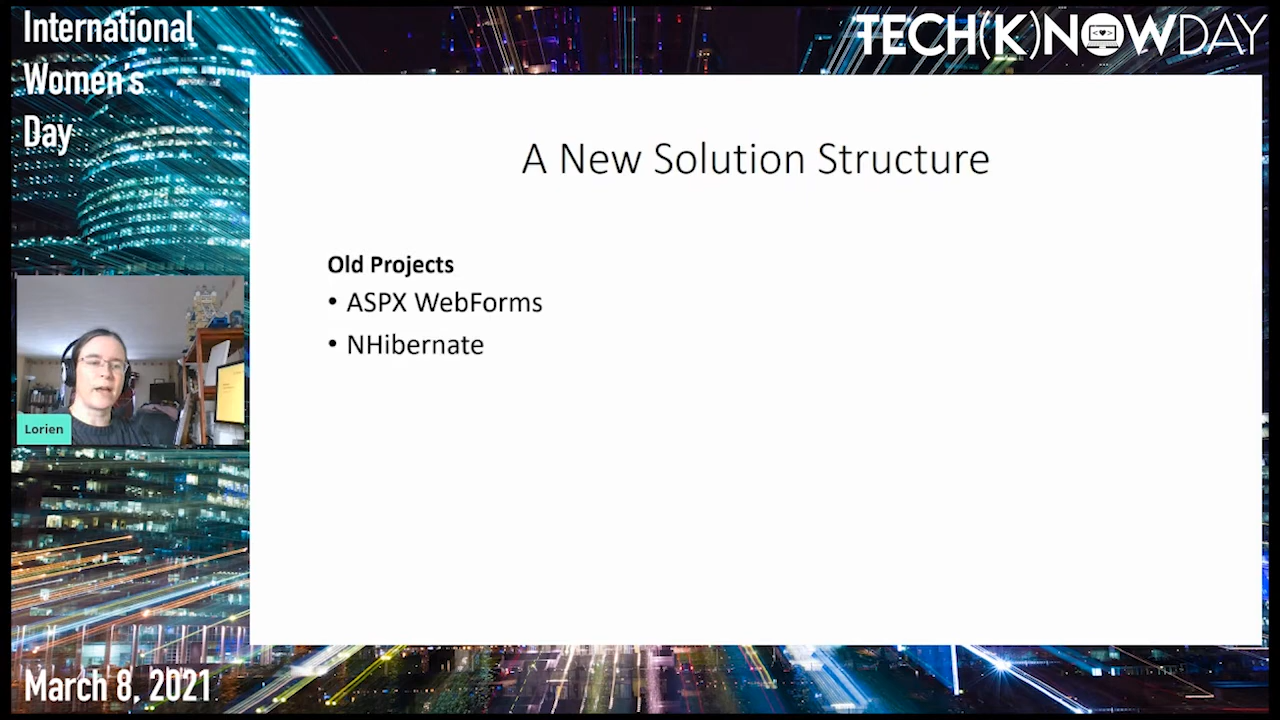 International
Women's
Day
TECH(K)NOWDAY
A New Solution Structure
Old Projects
• ASPX WebForms
• NHibernate
Lorien
March 8, 2021